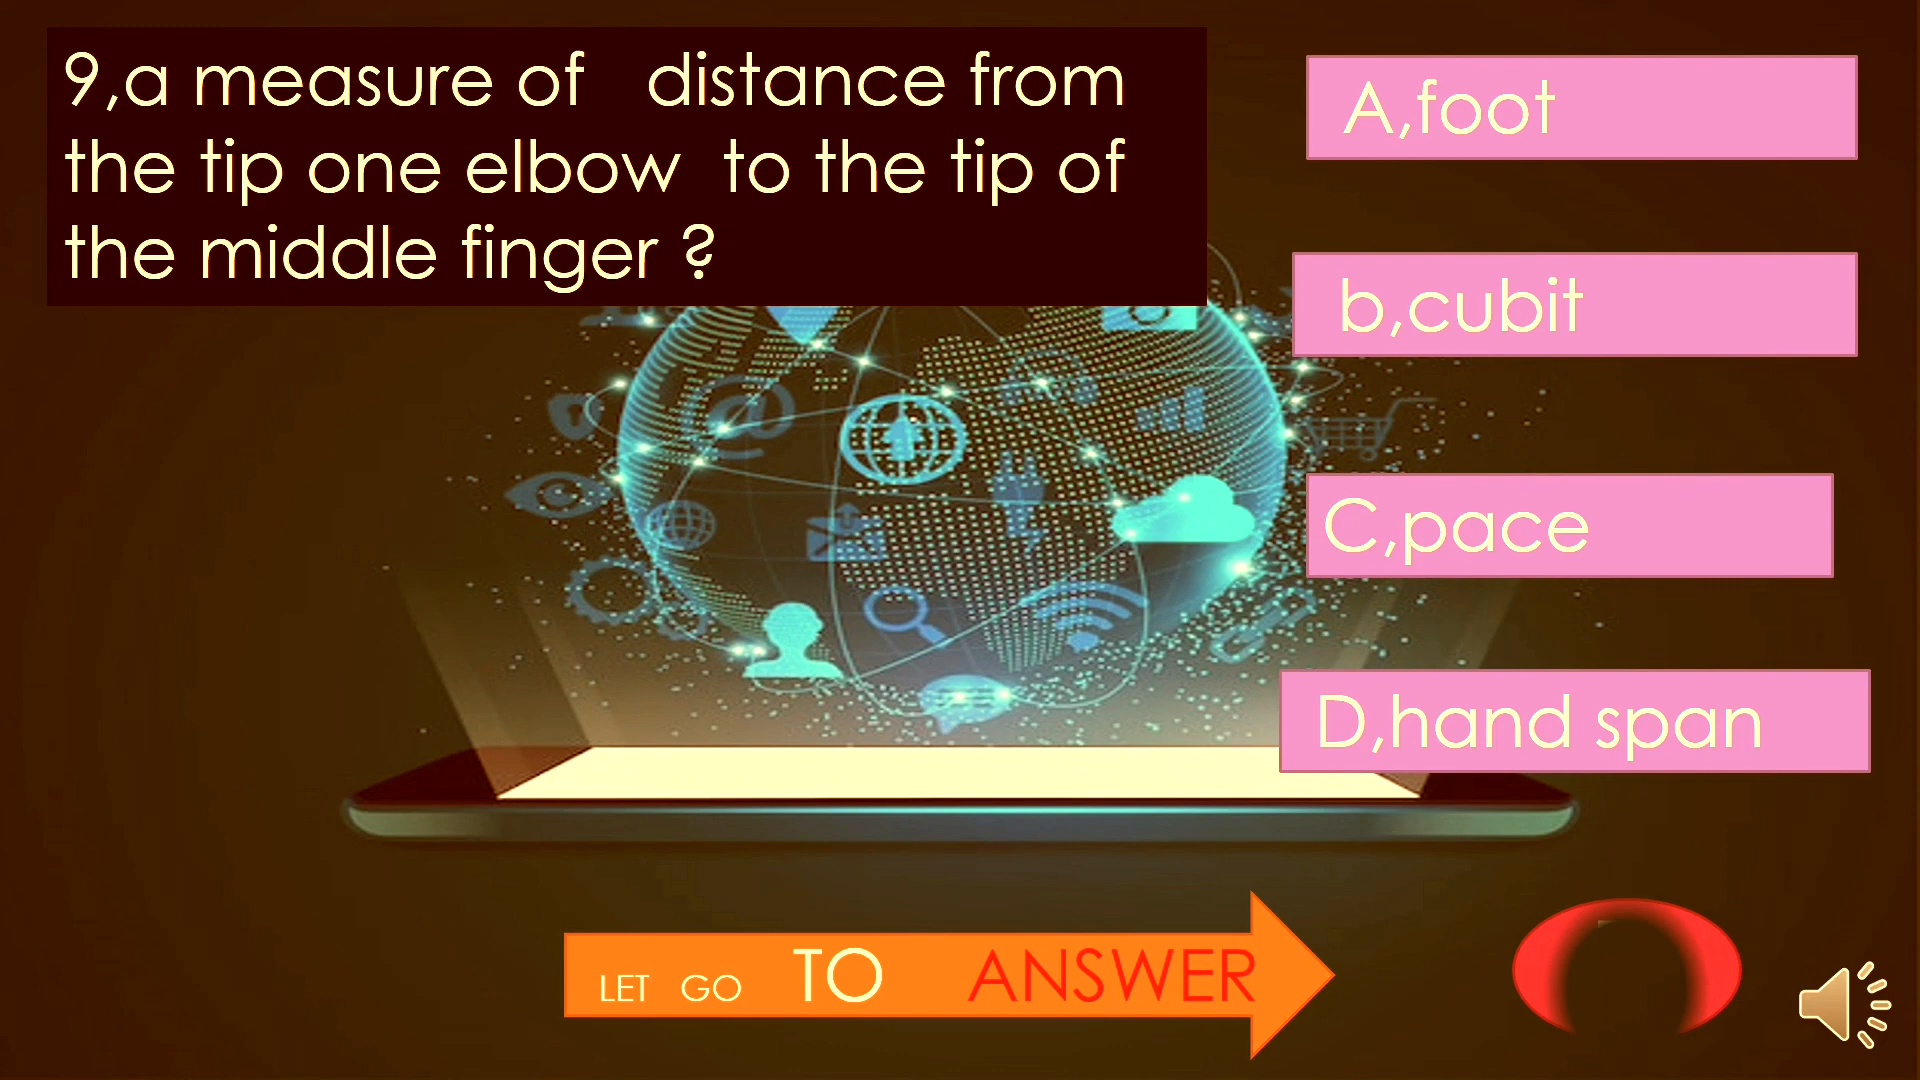 9,a measure of distance from
the tip one elbow to the tip of
the middle finger ?
A,foot
b,cubit
C,pace
D,hand span
LET GO TO ANSWER